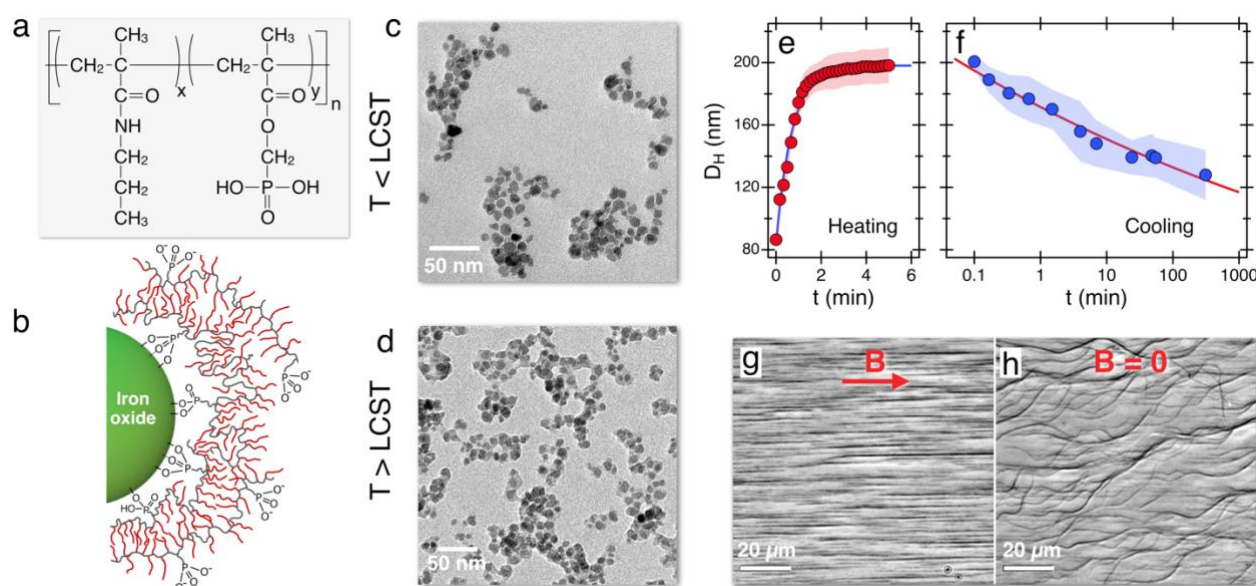 a
CH₃
CH₃
CH₂
C
CH₂
C
C=O
x
C=O
y
n
NH
O
CH₂
CH₂
CH₂
HO-P-OH
CH₃
O
b
Iron
oxide
c
T < LCST
50 nm
d
T > LCST
50 nm
e
f
200
160
120
80
D_H (nm)
Heating
Cooling
0 2 4 6
0.1 1 10 100 1000
t (min)
t (min)
g
B
20 µm
h
B = 0
20 µm